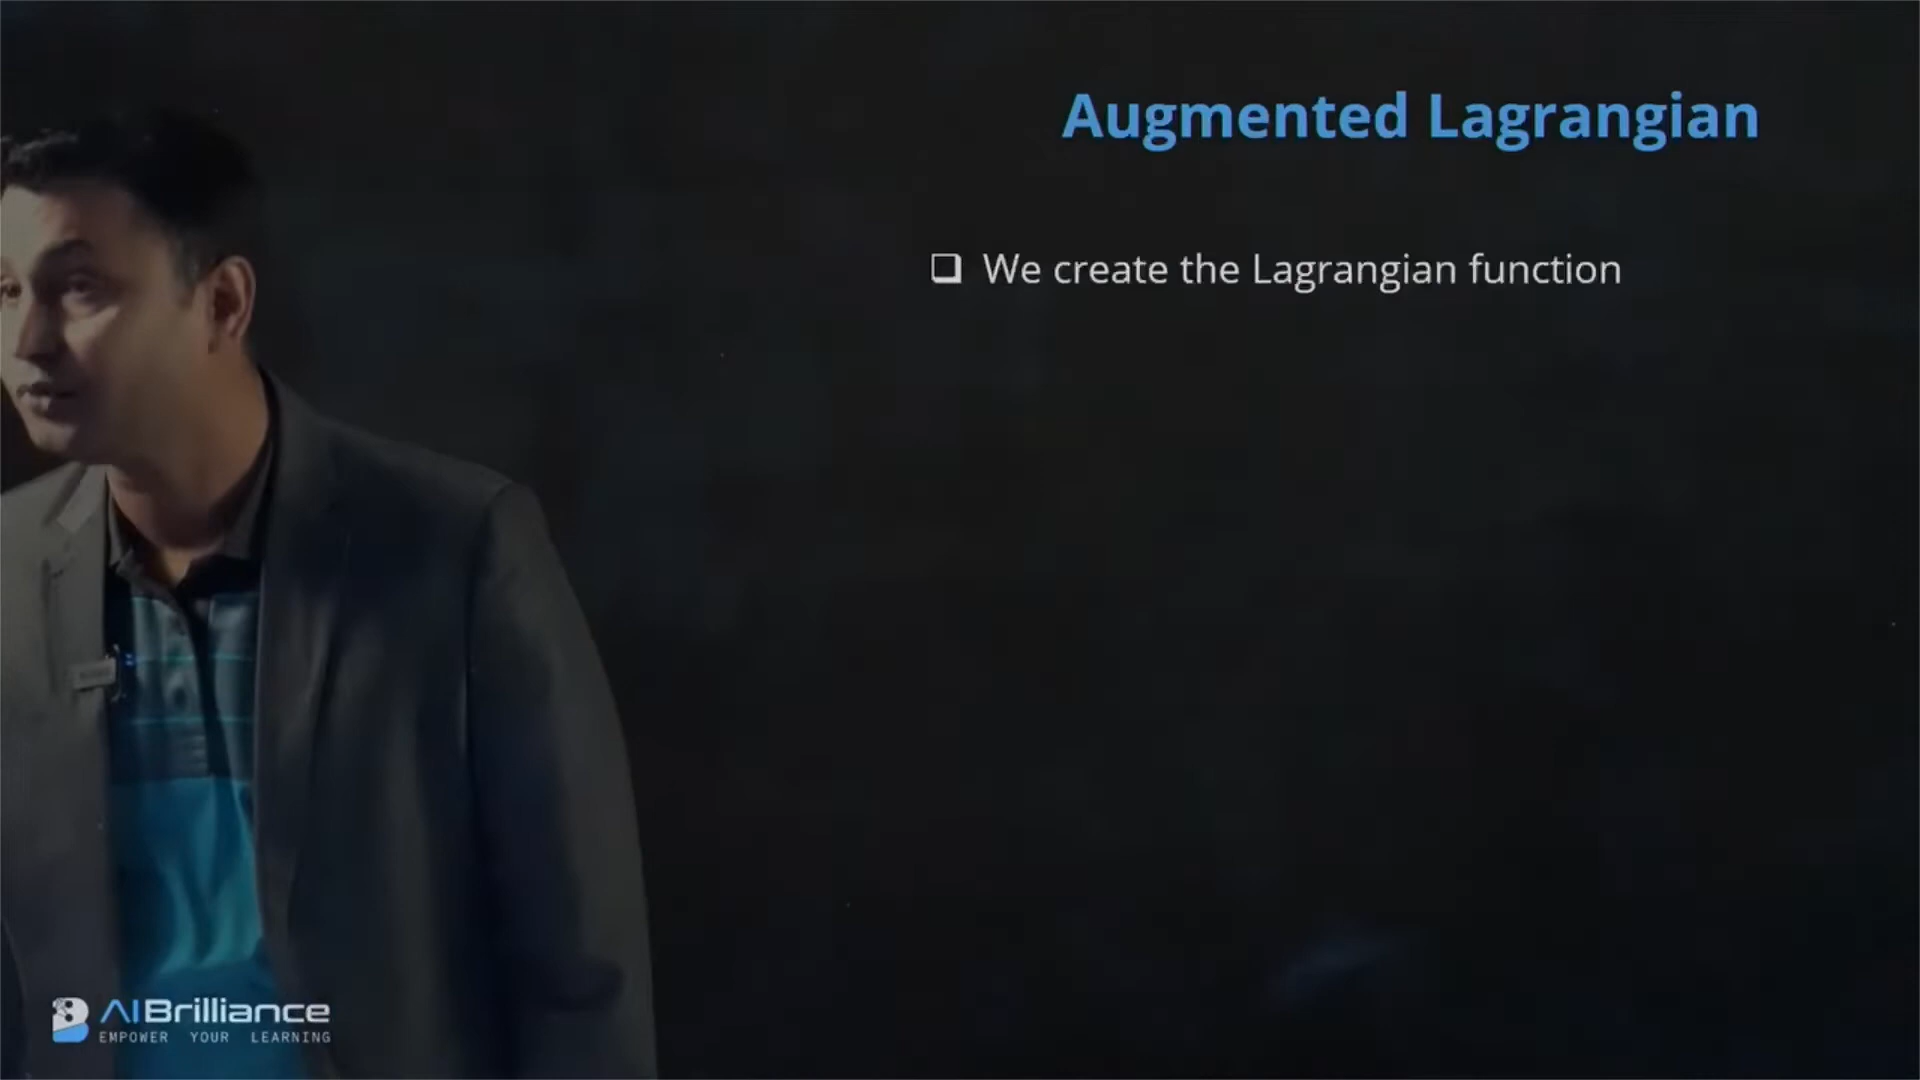 Augmented Lagrangian
❑ We create the Lagrangian function
AIBrilliance
EMPOWER YOUR LEARNING